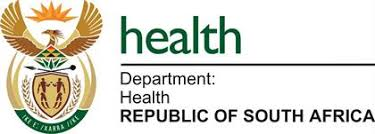 health
Department:
Health
REPUBLIC OF SOUTH AFRICA